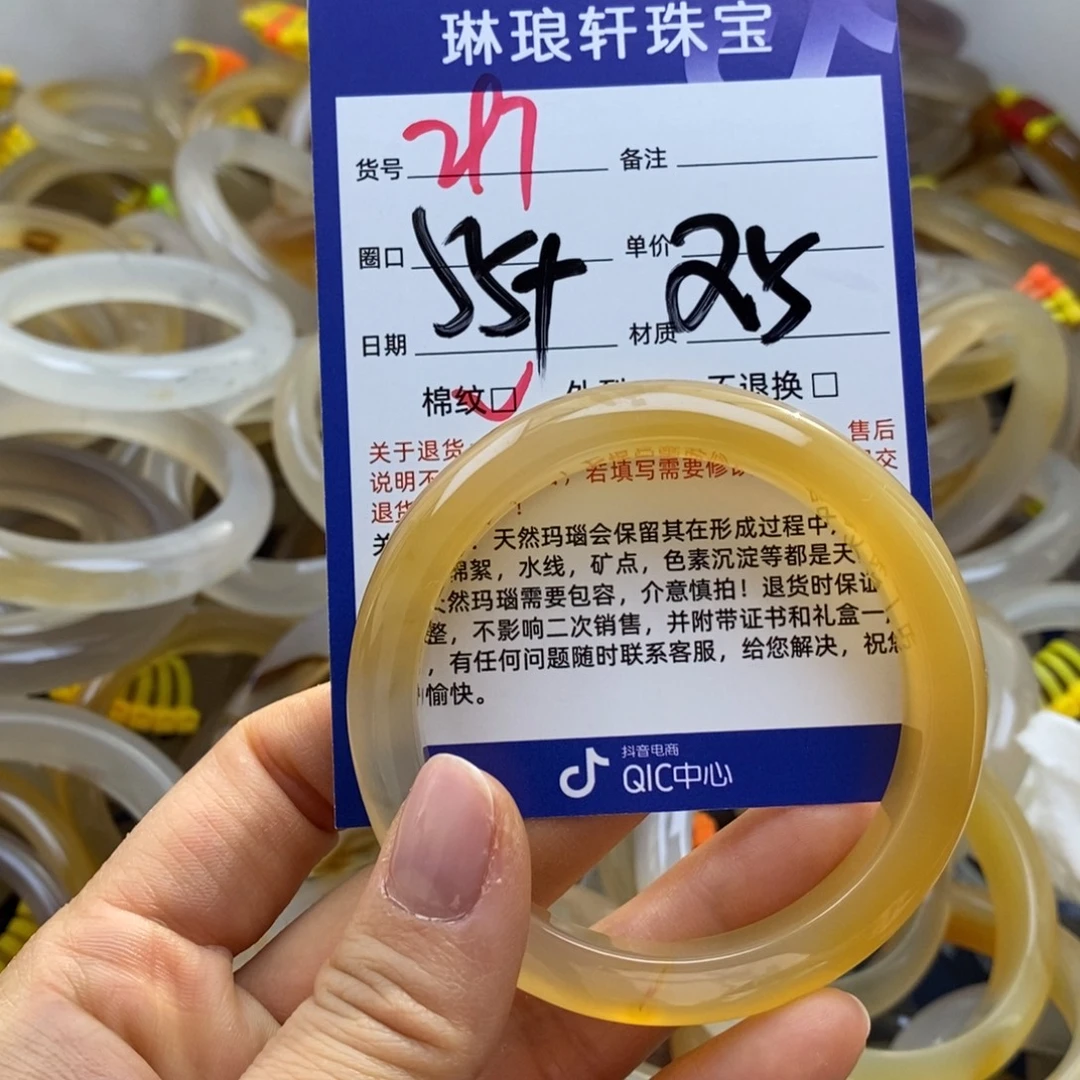 琳琅轩珠宝
货号 备注
圈口 55+ 单价 25
日期 材质
棉纹□ 不退换□
关于退货 售后
说明不 ，若填写需要修 交
退货 ！
关 ，天然玛瑙会保留其在形成过程中，
棉絮，水线，矿点，色素沉淀等都是天
天然玛瑙需要包容，介意慎拍！退货时保证
整，不影响二次销售，并附带证书和礼盒一
，有任何问题随时联系客服，给您解决，祝您
愉快。
抖音电商
QIC中心